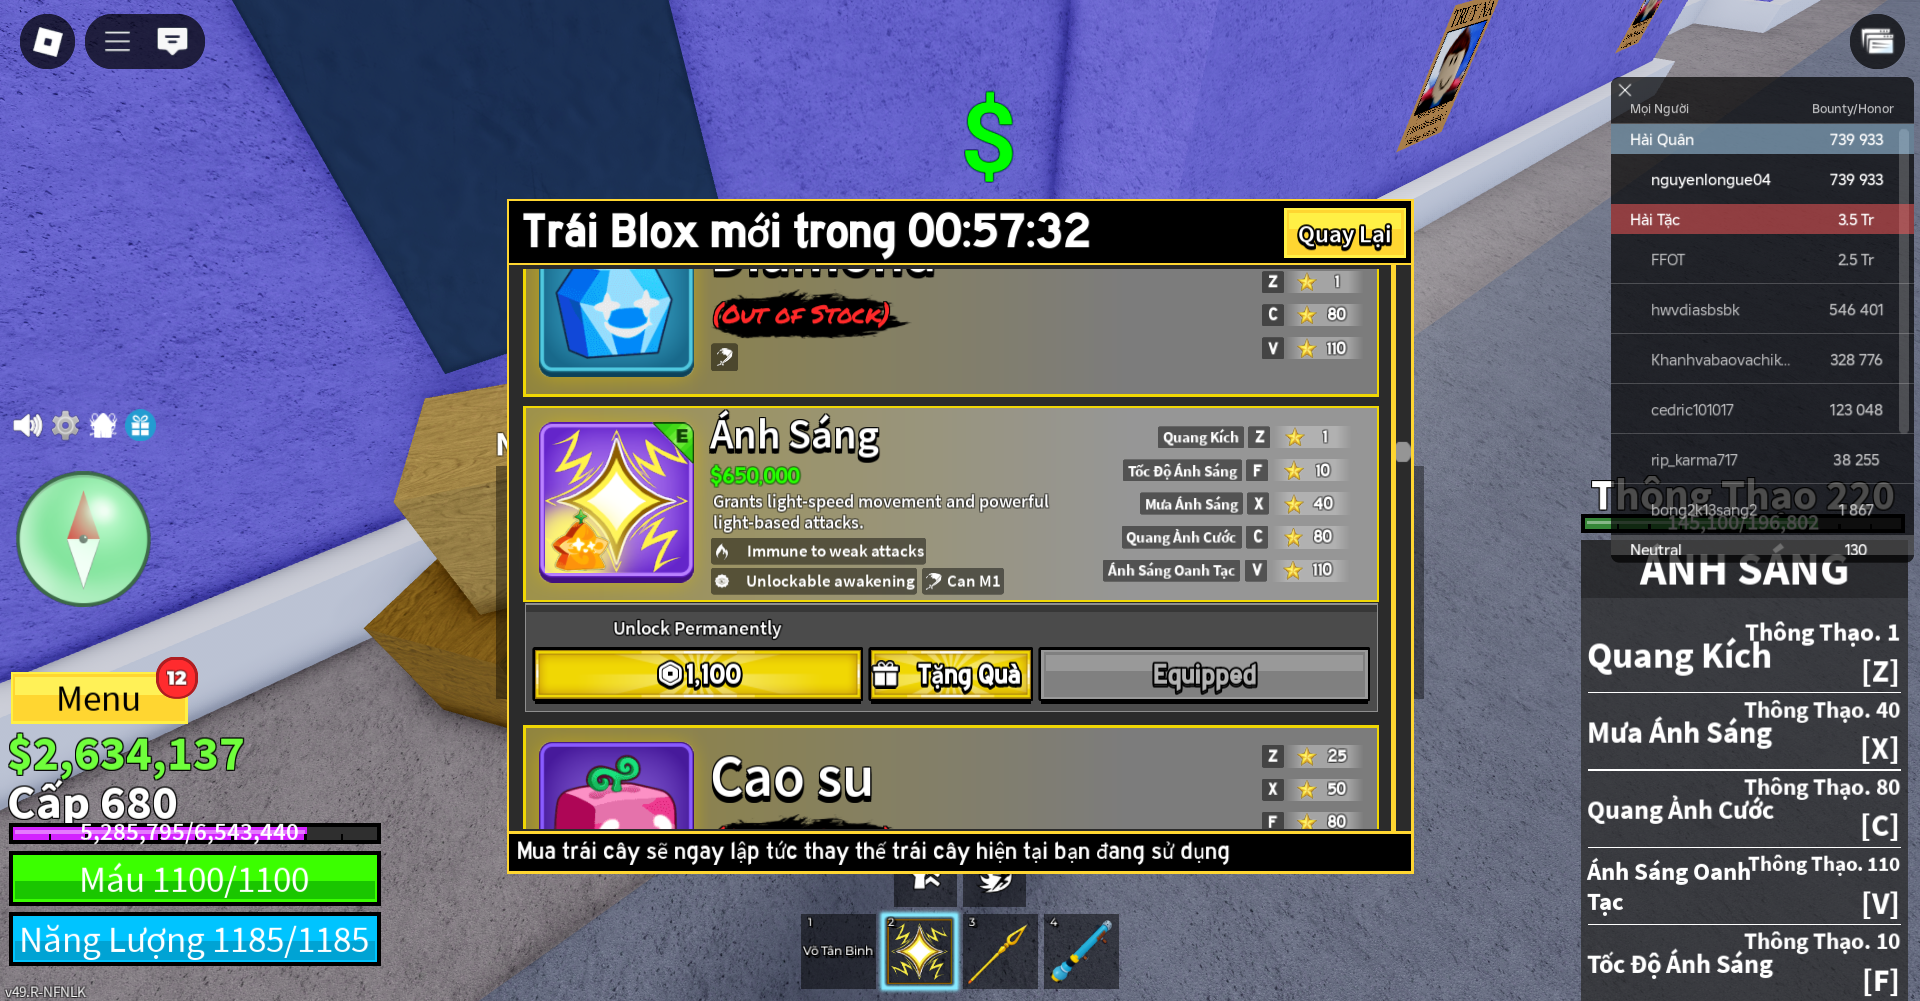 TRUY NÃ
Mọi Người Bounty/Honor
Hải Quân 739 933
nguyenlongue04 739 933
Hải Tặc 3.5 Tr
FFOT 2.5 Tr
hwvdiasbsbk 546 401
Khanhvabaovachik... 328 776
cedric101017 123 048
rip_karma717 38 255
bong2k13sang2 1 867
Neutral 130
$
Trái Blox mới trong 00:57:32
Quay Lại
Diamond
(Out of Stock)
Z 1
C 80
V 110
E
Ánh Sáng
$650,000
Grants light-speed movement and powerful
light-based attacks.
Immune to weak attacks
Unlockable awakening Can M1
Quang Kích Z 1
Tốc Độ Ánh Sáng F 10
Mưa Ánh Sáng X 40
Quang Ảnh Cước C 80
Ánh Sáng Oanh Tạc V 110
Unlock Permanently
1,100 Tặng Quà Equipped
Cao su
Z 25
X 50
F 80
Mua trái cây sẽ ngay lập tức thay thế trái cây hiện tại bạn đang sử dụng
Menu 12
$2,634,137
Cấp 680
5,285,795/6,543,440
Máu 1100/1100
Năng Lượng 1185/1185
v49.R-NFNLK
1 Võ Tân Binh
2
3
4
Thông Thạo 220
145,100/196,802
ÁNH SÁNG
Thông Thạo. 1
Quang Kích [Z]
Thông Thạo. 40
Mưa Ánh Sáng [X]
Thông Thạo. 80
Quang Ảnh Cước [C]
Thông Thạo. 110
Ánh Sáng Oanh
Tạc [V]
Thông Thạo. 10
Tốc Độ Ánh Sáng [F]